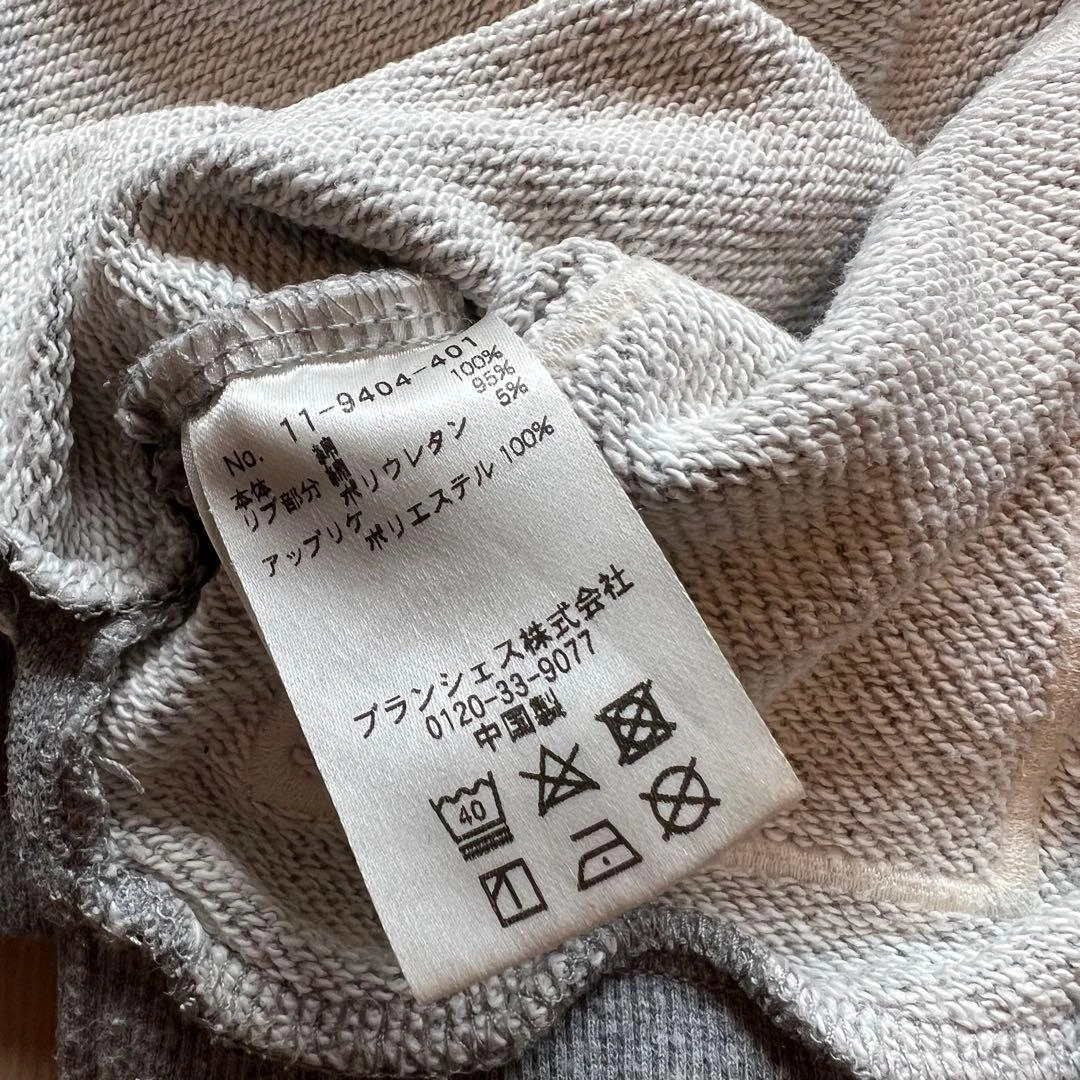 No. 11-9404-401
本体 綿 100%
リブ部分 綿 95%
ポリウレタン 5%
アップリケ
ポリエステル 100%
ブランシェス株式会社
0120-33-9077
中国製
40